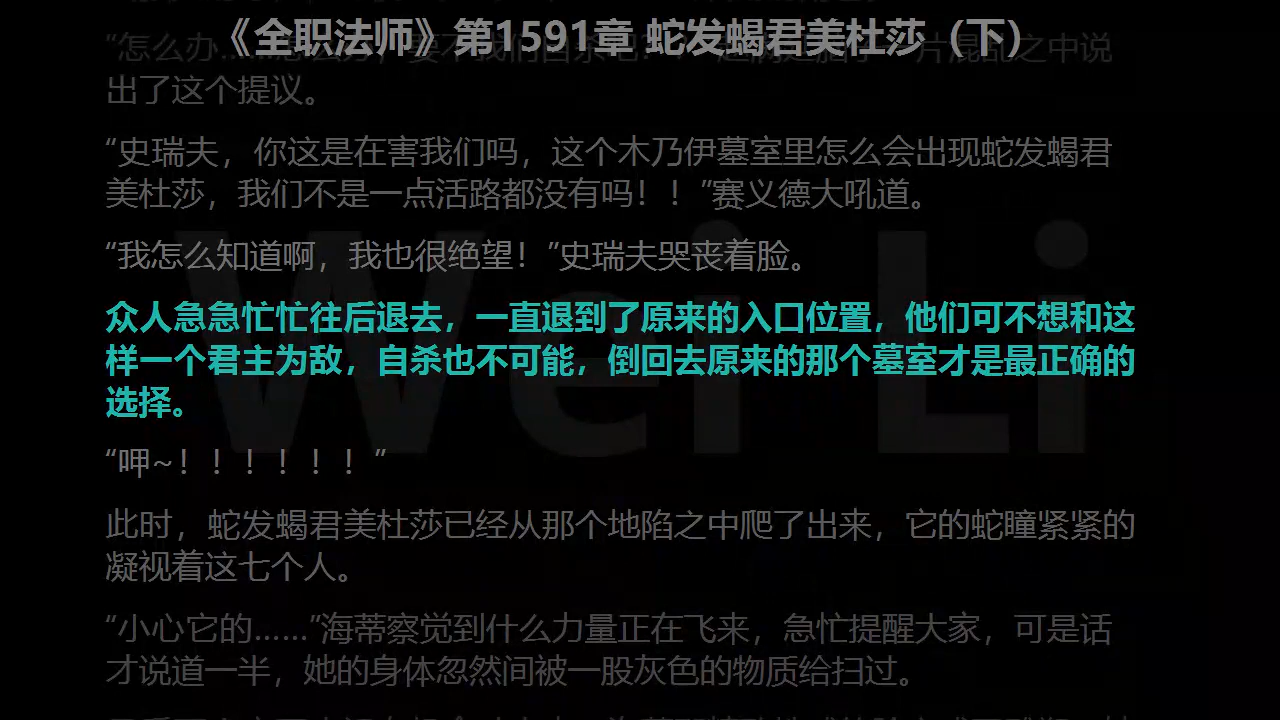 《全职法师》第1591章 蛇发蝎君美杜莎（下）
出了这个提议。
“史瑞夫，你这是在害我们吗，这个木乃伊墓室里怎么会出现蛇发蝎君
美杜莎，我们不是一点活路都没有吗！！”赛义德大吼道。
“我怎么知道啊，我也很绝望！”史瑞夫哭丧着脸。
众人急急忙忙往后退去，一直退到了原来的入口位置，他们可不想和这
样一个君主为敌，自杀也不可能，倒回去原来的那个墓室才是最正确的
选择。
“呷~！！！！！！”
此时，蛇发蝎君美杜莎已经从那个地陷之中爬了出来，它的蛇瞳紧紧的
凝视着这七个人。
“小心它的……”海蒂察觉到什么力量正在飞来，急忙提醒大家，可是话
才说道一半，她的身体忽然间被一股灰色的物质给扫过。
Wei Li